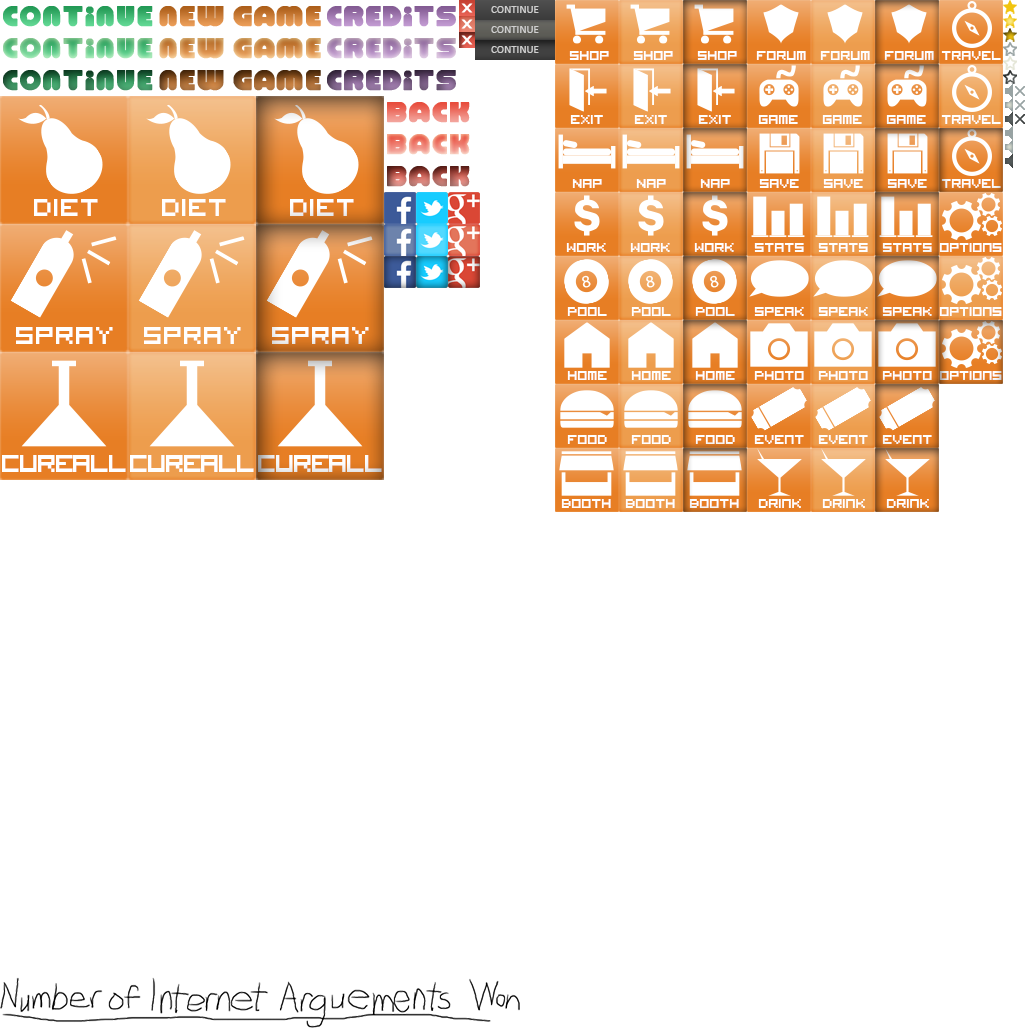 CONTiNUE NEW GAME CREDiTS
CONTiNUE NEW GAME CREDiTS
CONTiNUE NEW GAME CREDiTS
CONTINUE
CONTINUE
CONTINUE
BACK
BACK
BACK
DIET DIET DIET
SPRAY SPRAY SPRAY
CUREALL CUREALL CUREALL
f g+
f g+
f g+
SHOP SHOP SHOP FORUM FORUM FORUM TRAVEL
EXIT EXIT EXIT GAME GAME GAME TRAVEL
NAP NAP NAP SAVE SAVE SAVE TRAVEL
$ $ $
WORK WORK WORK STATS STATS STATS OPTIONS
8 8 8
POOL POOL POOL SPEAK SPEAK SPEAK OPTIONS
HOME HOME HOME PHOTO PHOTO PHOTO OPTIONS
FOOD FOOD FOOD EVENT EVENT EVENT
BOOTH BOOTH BOOTH DRINK DRINK DRINK
Number of Internet Arguements Won